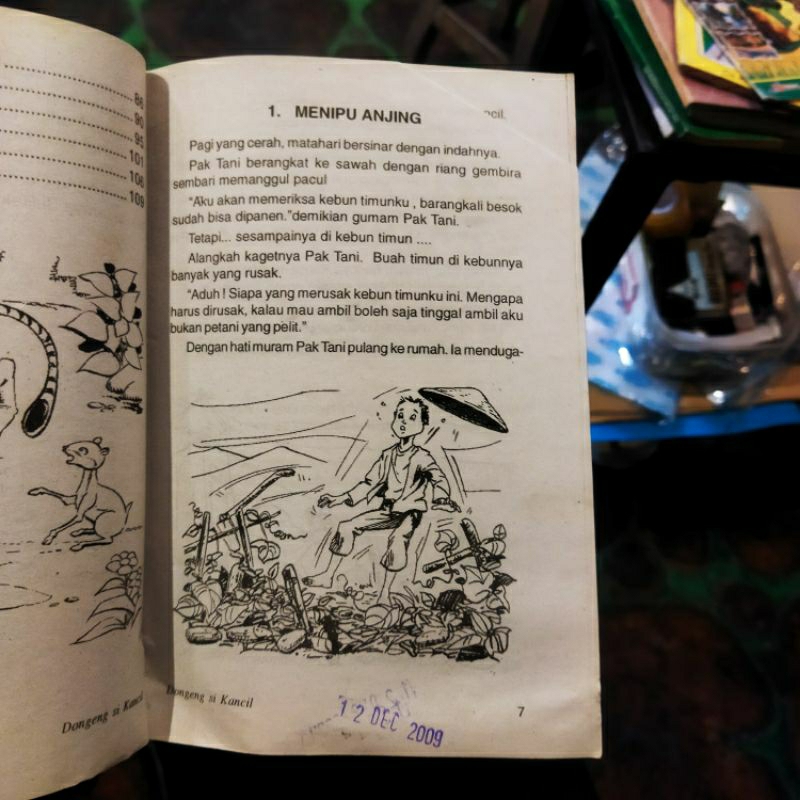 86
90
95
101
106
109
Dongeng si Kancil
1. MENIPU ANJING
Pagi yang cerah, matahari bersinar dengan indahnya.
Pak Tani berangkat ke sawah dengan riang gembira
sembari memanggul pacul
“Aku akan memeriksa kebun timunku , barangkali besok
sudah bisa dipanen.”demikian gumam Pak Tani.
Tetapi... sesampainya di kebun timun ....
Alangkah kagetnya Pak Tani. Buah timun di kebunnya
banyak yang rusak.
“Aduh ! Siapa yang merusak kebun timunku ini. Mengapa
harus dirusak, kalau mau ambil boleh saja tinggal ambil aku
bukan petani yang pelit.”
Dengan hati muram Pak Tani pulang ke rumah. Ia menduga-
Dongeng si Kancil
7
12 DEC 2009